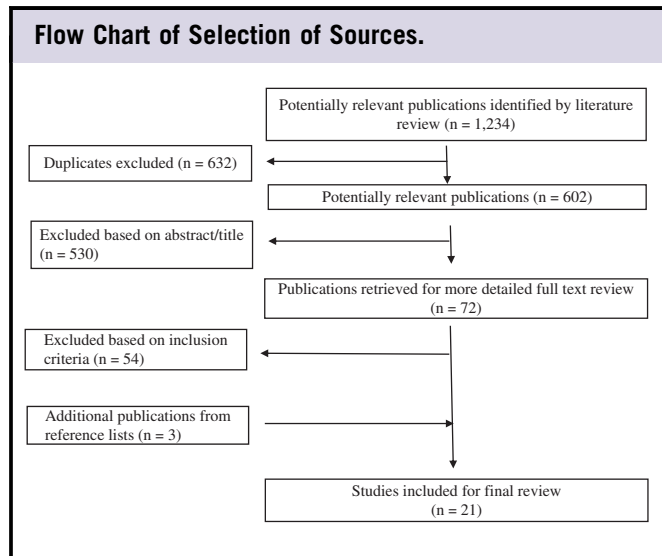 Flow Chart of Selection of Sources.
Potentially relevant publications identified by literature
review (n = 1,234)
Duplicates excluded (n = 632)
Potentially relevant publications (n = 602)
Excluded based on abstract/title
(n = 530)
Publications retrieved for more detailed full text review
(n = 72)
Excluded based on inclusion
criteria (n = 54)
Additional publications from
reference lists (n = 3)
Studies included for final review
(n = 21)